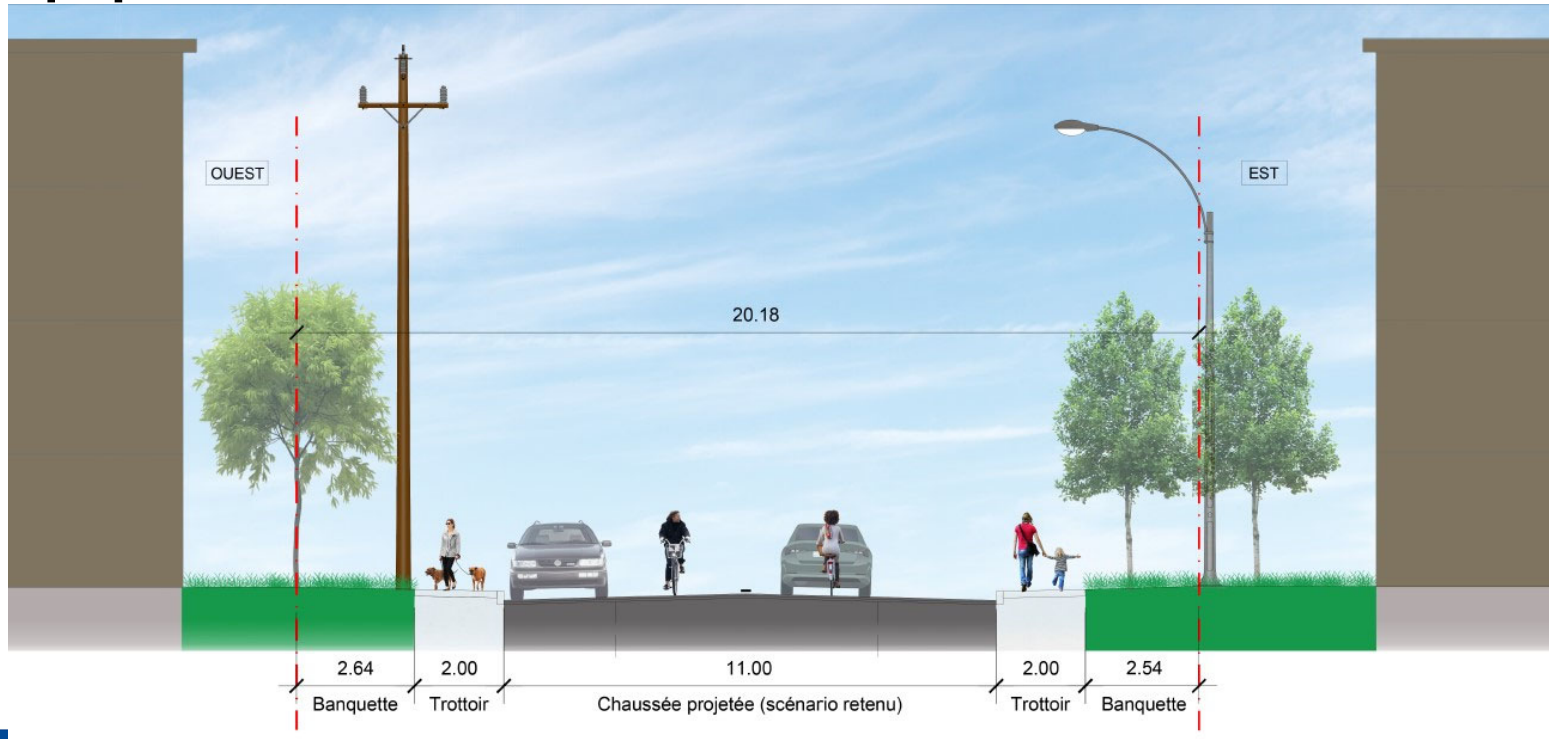 OUEST
EST
20.18
2.64
2.00
11.00
2.00
2.54
Banquette
Trottoir
Chaussée projetée (scénario retenu)
Trottoir
Banquette